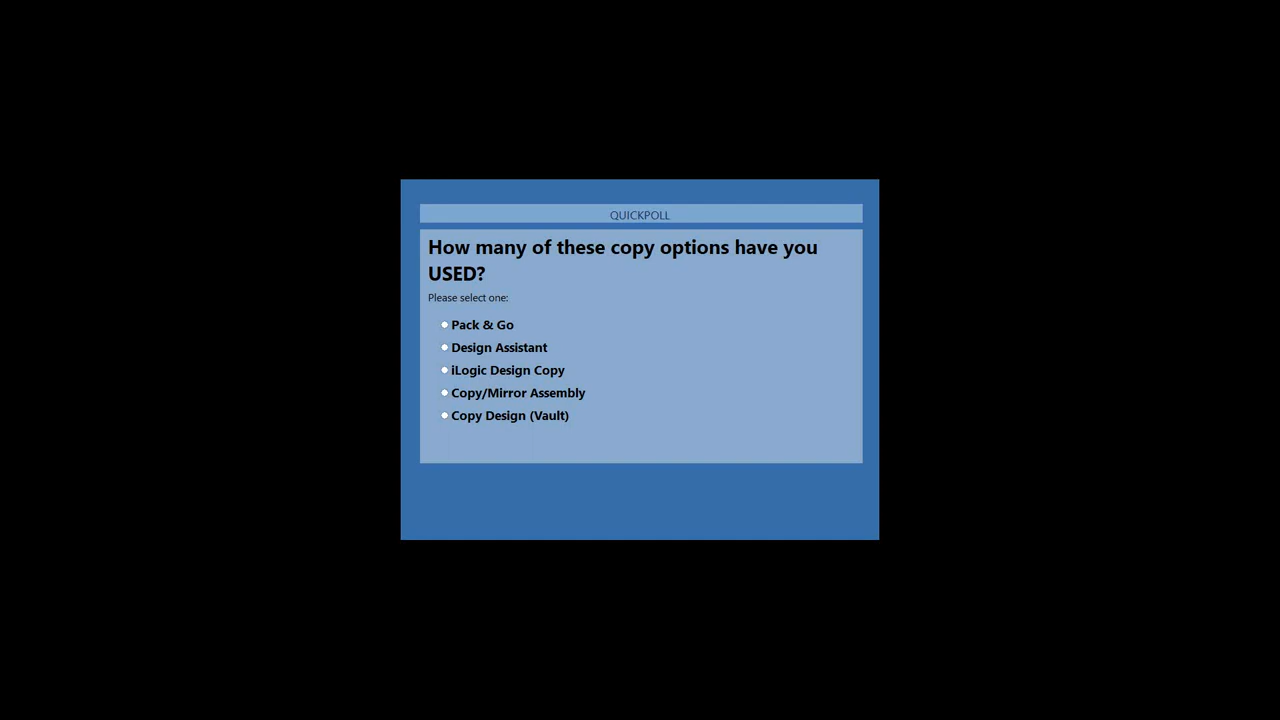 QUICKPOLL
How many of these copy options have you
USED?
Please select one:
Pack & Go
Design Assistant
iLogic Design Copy
Copy/Mirror Assembly
Copy Design (Vault)